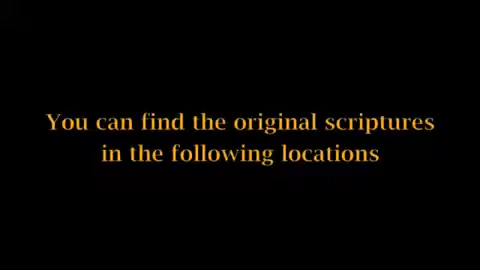 You can find the original scriptures
in the following locations